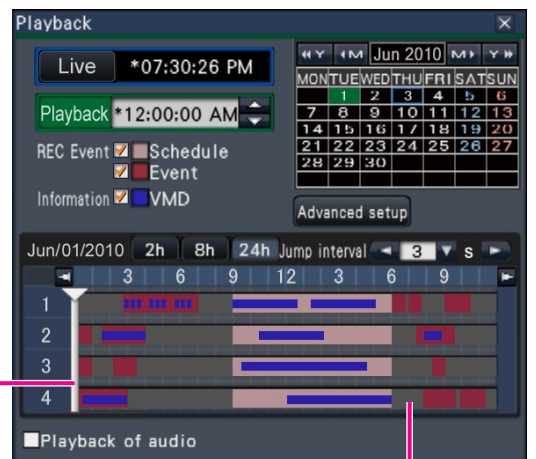 Playback
Live *07:30:26 PM
Playback *12:00:00 AM
REC Event Schedule
Event
Information VMD
Y M Jun 2010 M Y
MON TUE WED THU FRI SAT SUN
1 2 3 4 5 6
7 8 9 10 11 12 13
14 15 16 17 18 19 20
21 22 23 24 25 26 27
28 29 30
Advanced setup
Jun/01/2010 2h 8h 24h Jump interval 3 s
3 6 9 12 3 6 9
1
2
3
4
Playback of audio